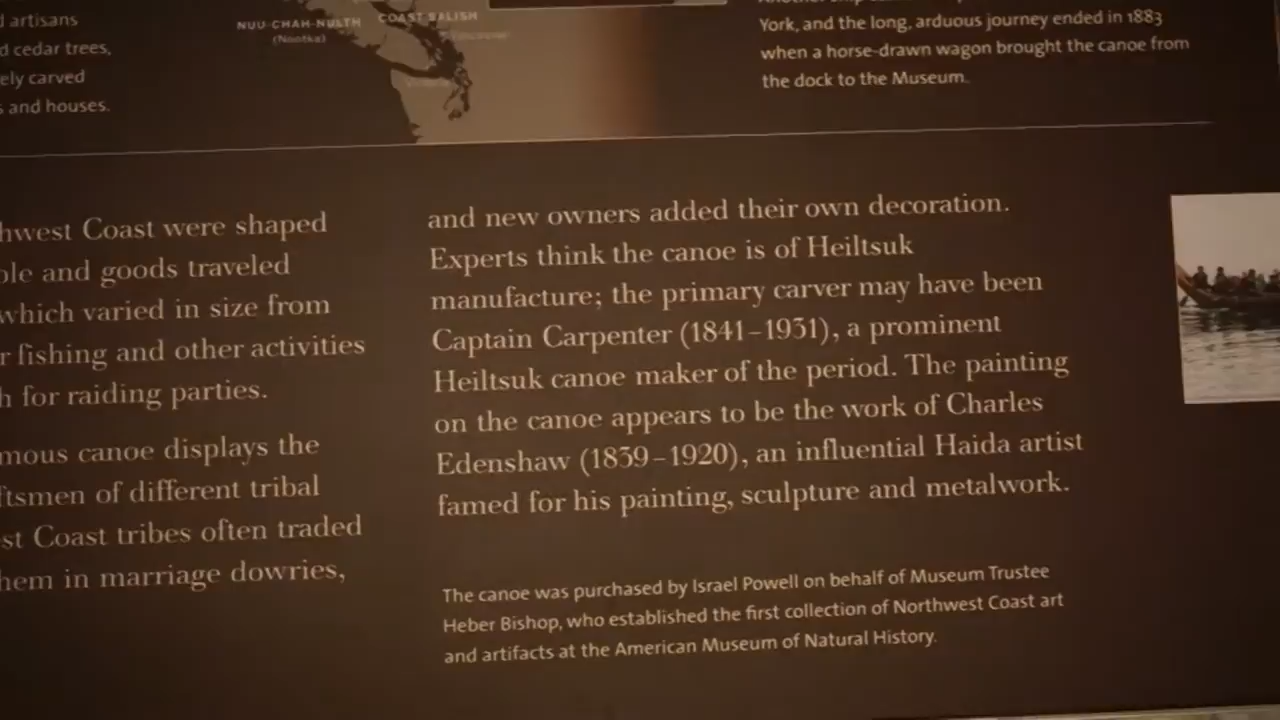 artisans
cedar trees,
carved
and houses.
NUU-CHAH-NULTH
(Nootka)
COAST SALISH
York, and the long, arduous journey ended in 1883
when a horse-drawn wagon brought the canoe from
the dock to the Museum.
Coast were shaped
and goods traveled
which varied in size from
fishing and other activities
for raiding parties.
canoe displays the
of different tribal
Coast tribes often traded
in marriage dowries,
and new owners added their own decoration.
Experts think the canoe is of Heiltsuk
manufacture; the primary carver may have been
Captain Carpenter (1841–1931), a prominent
Heiltsuk canoe maker of the period. The painting
on the canoe appears to be the work of Charles
Edenshaw (1839–1920), an influential Haida artist
famed for his painting, sculpture and metalwork.
The canoe was purchased by Israel Powell on behalf of Museum Trustee
Heber Bishop, who established the first collection of Northwest Coast art
and artifacts at the American Museum of Natural History.